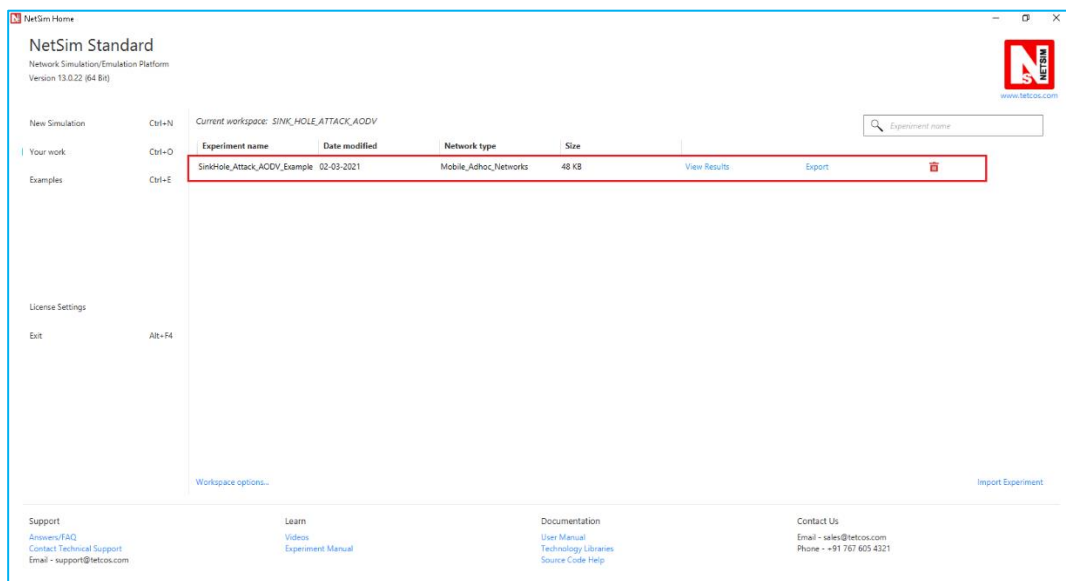 NetSim Home
NetSim Standard
Network Simulation/Emulation Platform
Version 13.0.22 (64 Bit)
N
S
NETSIM
www.tetcos.com
New Simulation Ctrl+N
Your work Ctrl+O
Examples Ctrl+E
License Settings
Exit Alt+F4
Current workspace: SINK_HOLE_ATTACK_AODV
Experiment name
Experiment name Date modified Network type Size
SinkHole_Attack_AODV_Example 02-03-2021 Mobile_Adhoc_Networks 48 KB View Results Export
Workspace options...
Import Experiment
Support
Answers/FAQ
Contact Technical Support
Email - support@tetcos.com
Learn
Videos
Experiment Manual
Documentation
User Manual
Technology Libraries
Source Code Help
Contact Us
Email - sales@tetcos.com
Phone - +91 767 605 4321